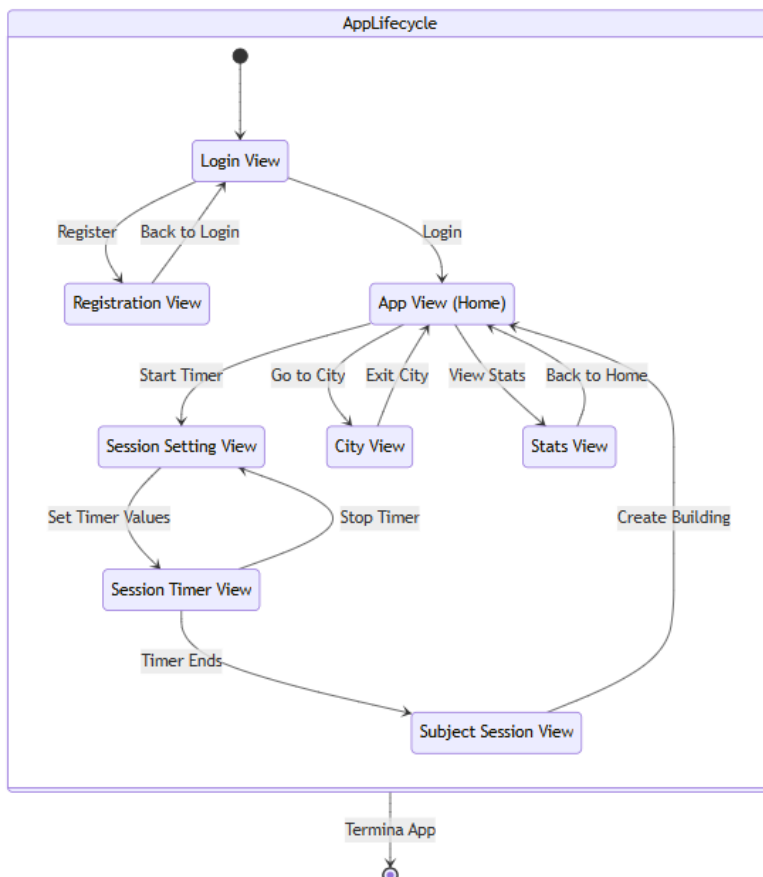 AppLifecycle
Login View
Register
Back to Login
Login
Registration View
App View (Home)
Start Timer
Go to City
Exit City
View Stats
Back to Home
Session Setting View
City View
Stats View
Set Timer Values
Stop Timer
Create Building
Session Timer View
Timer Ends
Subject Session View
Termina App